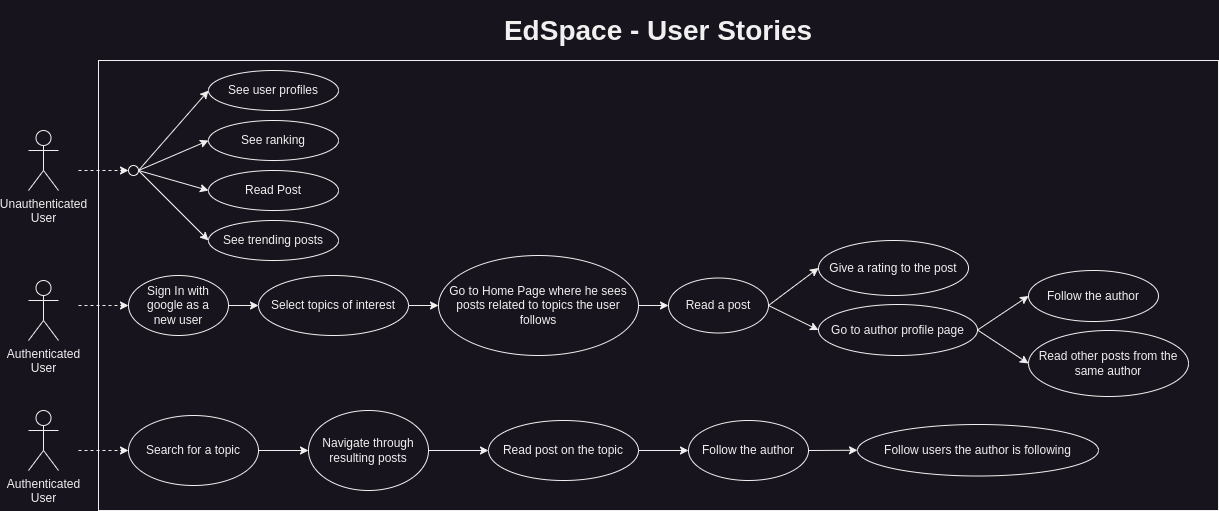 EdSpace - User Stories
See user profiles
See ranking
Read Post
See trending posts
Unauthenticated
User
Sign In with
google as a
new user
Select topics of interest
Go to Home Page where he sees
posts related to topics the user
follows
Read a post
Give a rating to the post
Go to author profile page
Follow the author
Read other posts from the
same author
Authenticated
User
Search for a topic
Navigate through
resulting posts
Read post on the topic
Follow the author
Follow users the author is following
Authenticated
User